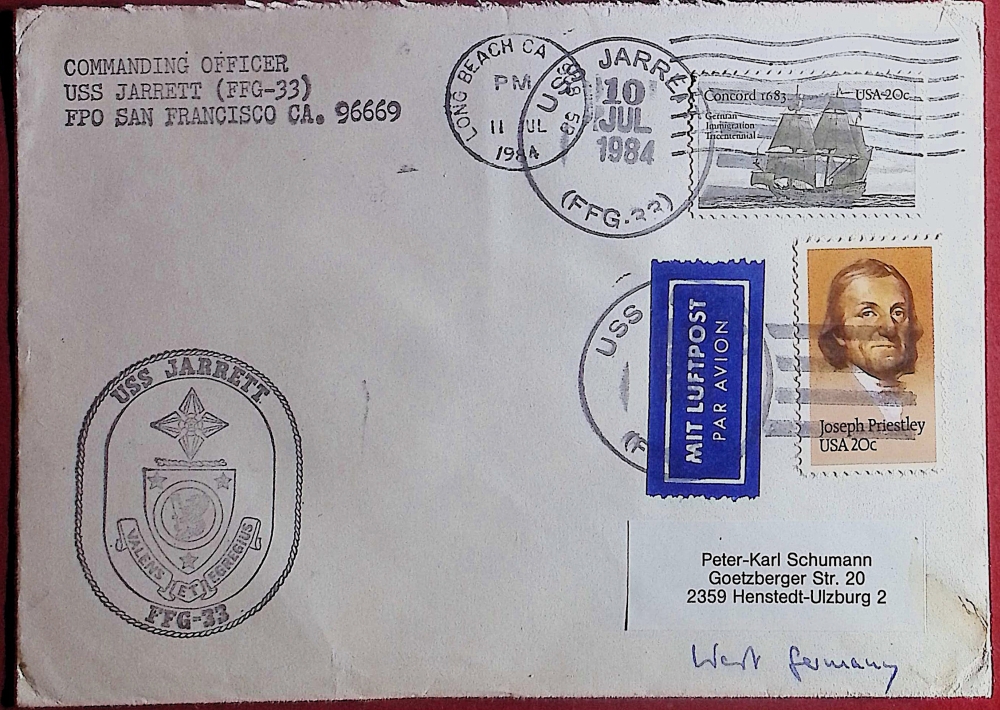 COMMANDING OFFICER
USS JARRETT (FFG-33)
FPO SAN FRANCISCO CA. 96669
LONG BEACH CA
PM
11 JUL
1984
USS JARRE
10
JUL
1984
(FFG-33)
Concord 1683
USA 20c
German
Immigration
Tricentennial
USS
MIT LUFTPOST
PAR AVION
Joseph Priestley
USA 20c
USS JARRETT
VALENS ET EGREGIUS
FFG-33
Peter-Karl Schumann
Goetzberger Str. 20
2359 Henstedt-Ulzburg 2
West Germany